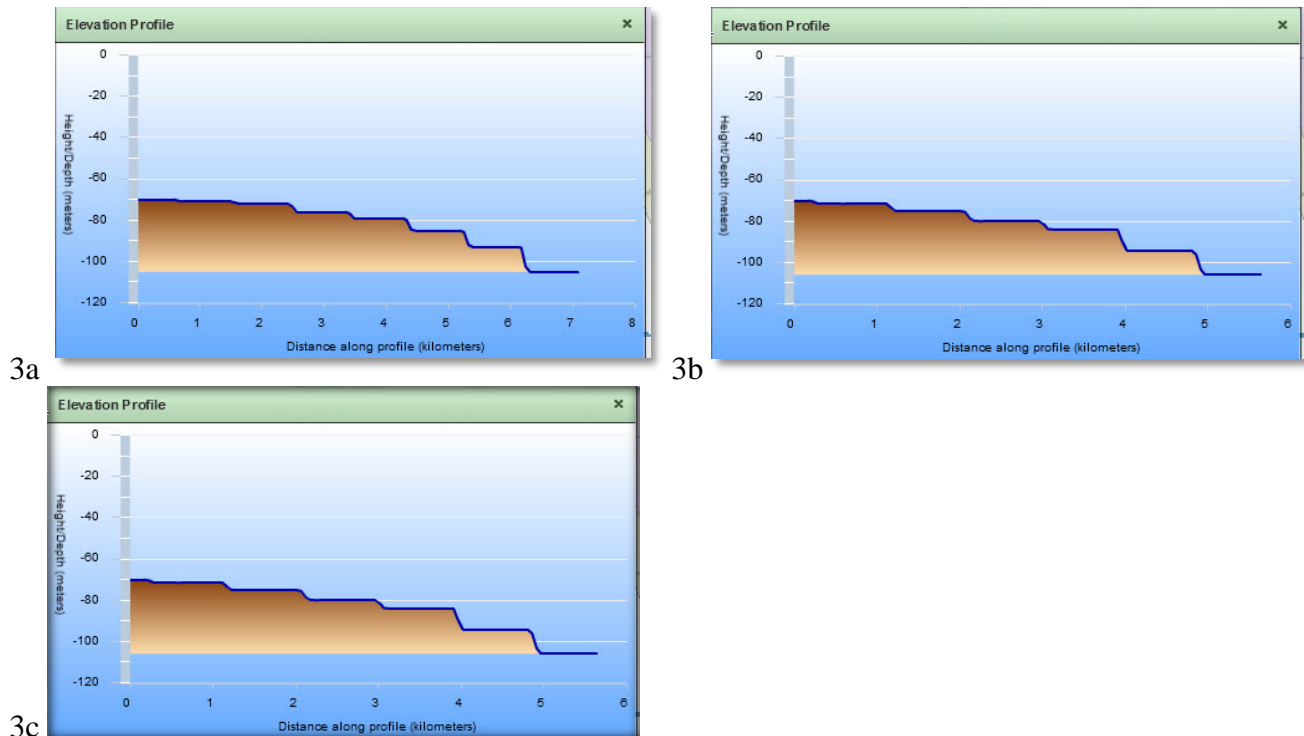 Elevation Profile ×
Height/Depth (meters)
0
-20
-40
-60
-80
-100
-120
0 1 2 3 4 5 6 7 8
Distance along profile (kilometers)
3a
Elevation Profile ×
Height/Depth (meters)
0
-20
-40
-60
-80
-100
-120
0 1 2 3 4 5 6
Distance along profile (kilometers)
3b
Elevation Profile ×
Height/Depth (meters)
0
-20
-40
-60
-80
-100
-120
0 1 2 3 4 5 6
Distance along profile (kilometers)
3c